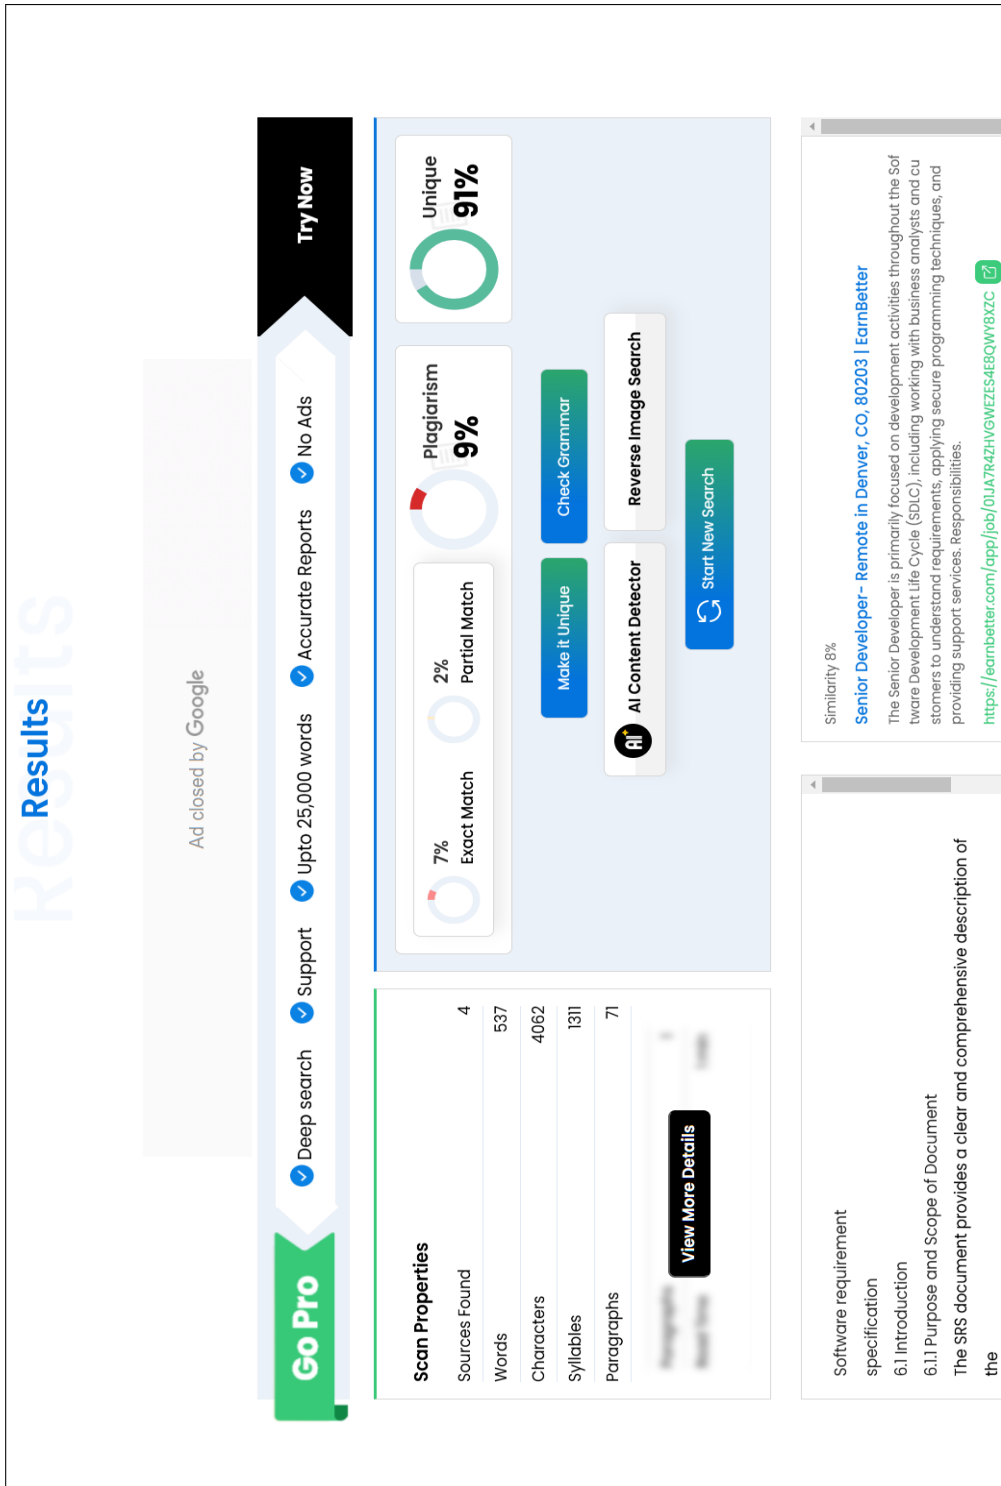 Results
Ad closed by Google
Go Pro
Deep search
Support
Upto 25,000 words
Accurate Reports
No Ads
Try Now
Scan Properties
Sources Found 4
Words 537
Characters 4062
Syllables 1311
Paragraphs 71
View More Details
7%
Exact Match
2%
Partial Match
Plagiarism
9%
Unique
91%
Make it Unique
Check Grammar
AI Content Detector
Reverse Image Search
Start New Search
Software requirement
specification
6.1 Introduction
6.1.1 Purpose and Scope of Document
The SRS document provides a clear and comprehensive description of
the
Similarity 8%
Senior Developer- Remote in Denver, CO, 80203 | EarnBetter
The Senior Developer is primarily focused on development activities throughout the Sof
tware Development Life Cycle (SDLC), including working with business analysts and cu
stomers to understand requirements, applying secure programming techniques, and
providing support services. Responsibilities.
https://earnbetter.com/app/job/01JA7R4ZHVGWEZES4E8QWY8XZC